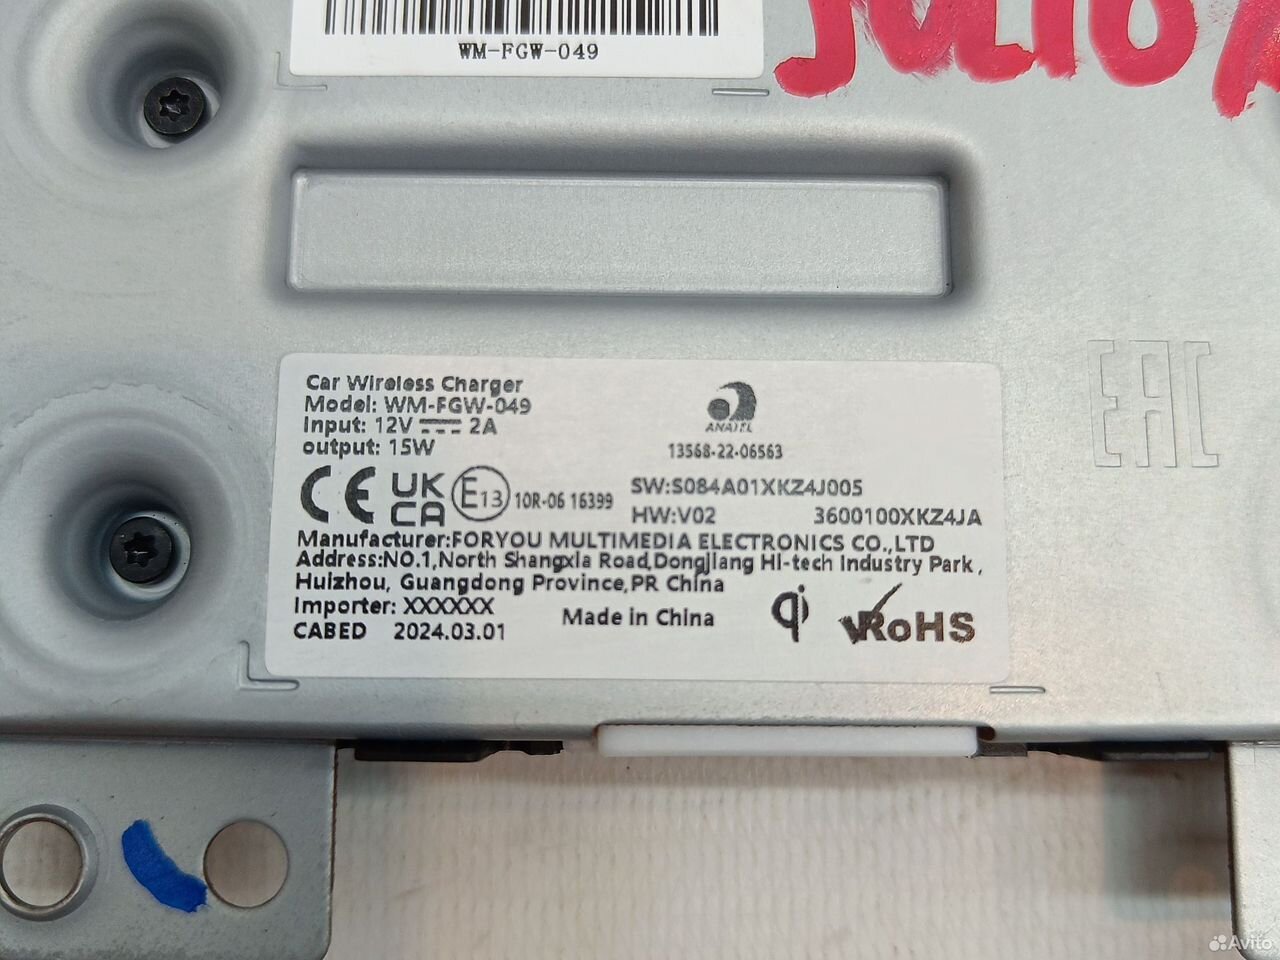 WM-FGW-049
Car Wireless Charger
Model: WM-FGW-049
Input: 12V 2A
output: 15W
ANATEL
13568-22-06563
CE UK CA E13 10R-06 16399
SW:S084A01XKZ4J005
HW:V02 3600100XKZ4JA
Manufacturer:FORYOU MULTIMEDIA ELECTRONICS CO.,LTD
Address:NO.1,North Shangxia Road,Dongjiang Hi-tech Industry Park,
Huizhou, Guangdong Province,PR China
Importer: XXXXXX
CABED 2024.03.01
Made in China
qi
RoHS
EAC
Avito